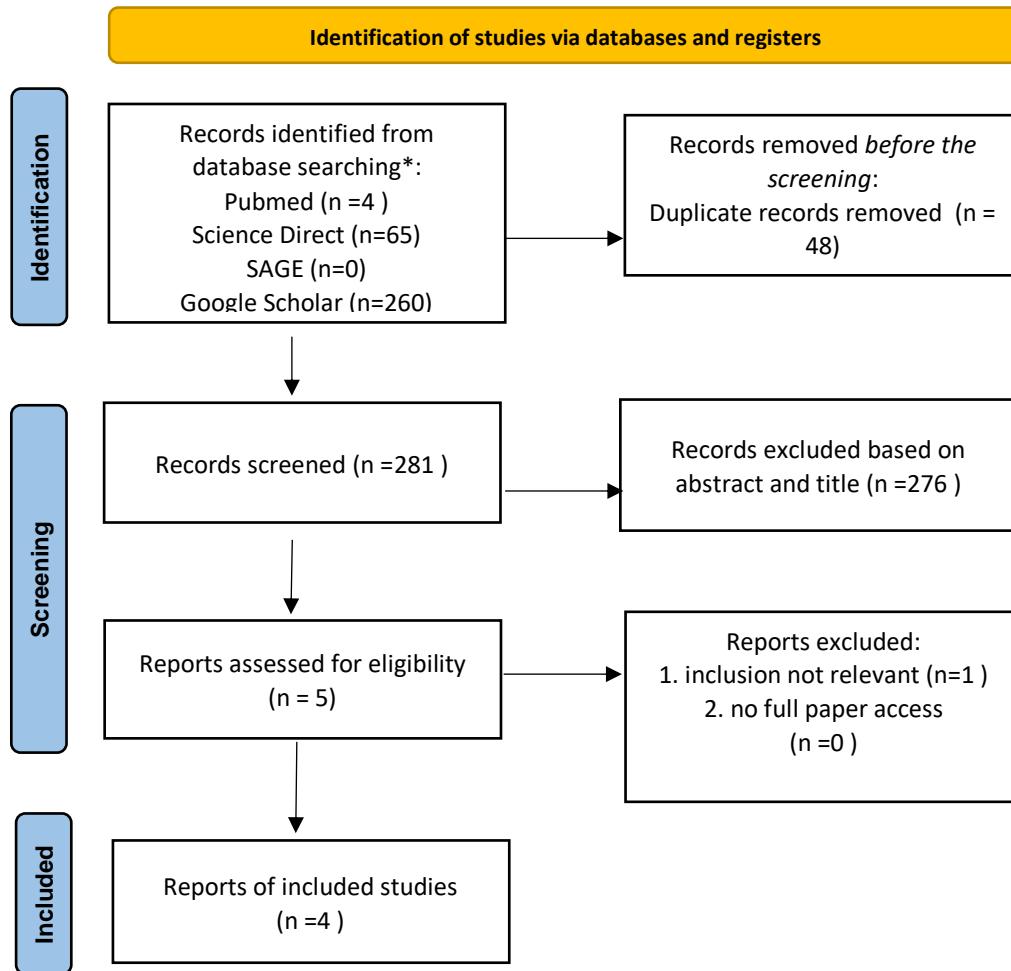 Identification of studies via databases and registers
Identification
Records identified from
database searching*:
Pubmed (n =4 )
Science Direct (n=65)
SAGE (n=0)
Google Scholar (n=260)
Records removed before the
screening:
Duplicate records removed (n =
48)
Screening
Records screened (n =281 )
Records excluded based on
abstract and title (n =276 )
Reports assessed for eligibility
(n = 5)
Reports excluded:
1. inclusion not relevant (n=1 )
2. no full paper access
(n =0 )
Included
Reports of included studies
(n =4 )